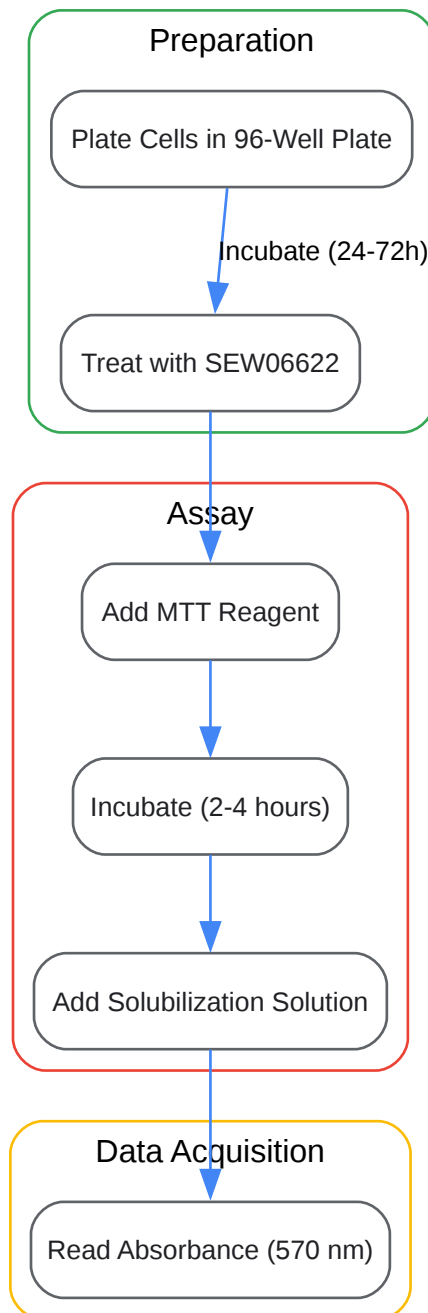 Preparation
Plate Cells in 96-Well Plate
Incubate (24-72h)
Treat with SEW06622
Assay
Add MTT Reagent
Incubate (2-4 hours)
Add Solubilization Solution
Data Acquisition
Read Absorbance (570 nm)